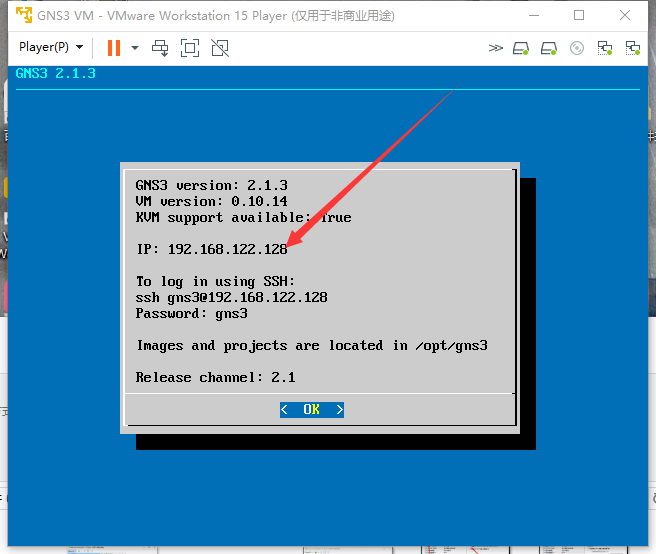 GNS3 VM - VMware Workstation 15 Player (仅用于非商业用途)
Player(P)
GNS3 2.1.3
GNS3 version: 2.1.3
VM version: 0.10.14
KVM support available: True
IP: 192.168.122.128
To log in using SSH:
ssh gns3@192.168.122.128
Password: gns3
Images and projects are located in /opt/gns3
Release channel: 2.1
< OK >